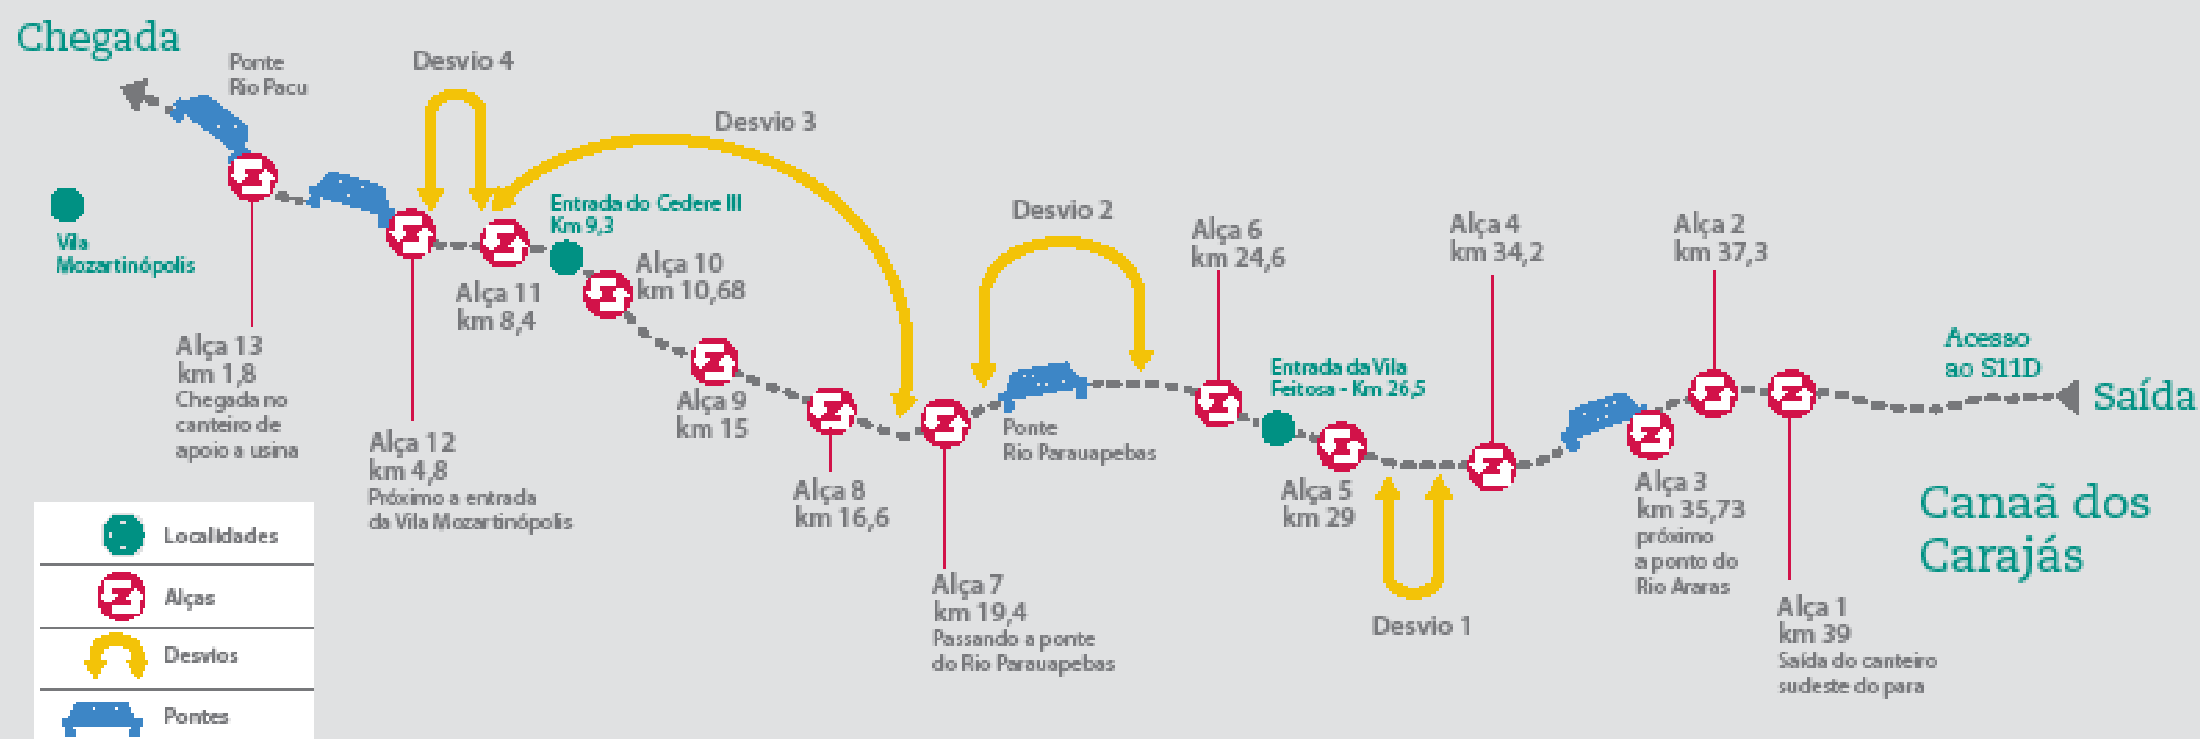 Chegada
Ponte
Rio Pacu
Desvio 4
Desvio 3
Entrada do Cedere III
Km 9,3
Desvio 2
Vila
Mozartinópolis
Alça 10
km 10,68
Alça 11
km 8,4
Alça 6
km 24,6
Alça 4
km 34,2
Alça 2
km 37,3
Acesso
ao S11D
Saída
Entrada da Vila
Feitosa - Km 26,5
Alça 13
km 1,8
Chegada no
canteiro de
apoio a usina
Alça 12
km 4,8
Próximo a entrada
da Vila Mozartinópolis
Alça 9
km 15
Alça 8
km 16,6
Ponte
Rio Parauapebas
Alça 7
km 19,4
Passando a ponte
do Rio Parauapebas
Alça 5
km 29
Desvio 1
Alça 3
km 35,73
próximo
a ponto do
Rio Araras
Alça 1
km 39
Saída do canteiro
sudeste do para
Canaã dos
Carajás
Localidades
Alças
Desvios
Pontes